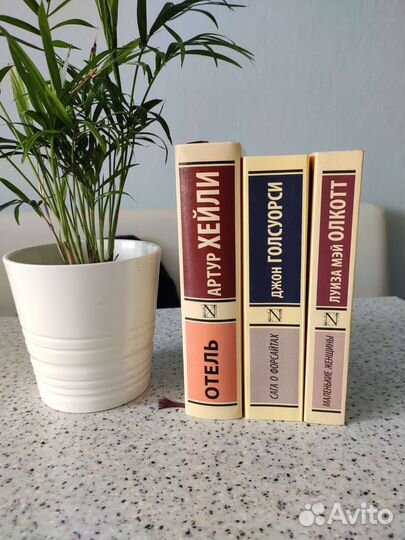 АРТУР ХЕЙЛИ
ОТЕЛЬ
ДЖОН ГОЛСУОРСИ
САГА О ФОРСАЙТАХ
ЛУИЗА МЭЙ ОЛКОТТ
МАЛЕНЬКИЕ ЖЕНЩИНЫ
Avito